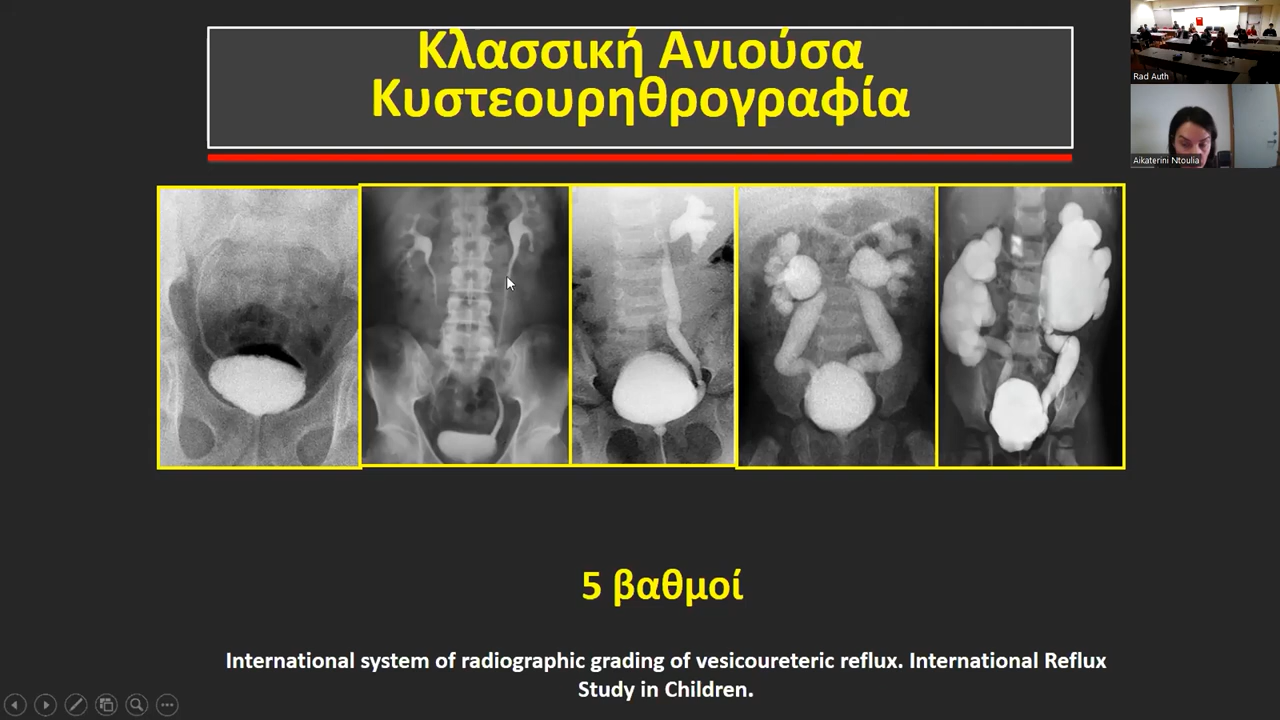 Κλασσική Ανιούσα
Κυστεουρηθρογραφία
Rad Auth
Aikaterini Ntoulia
5 βαθμοί
International system of radiographic grading of vesicoureteric reflux. International Reflux
Study in Children.